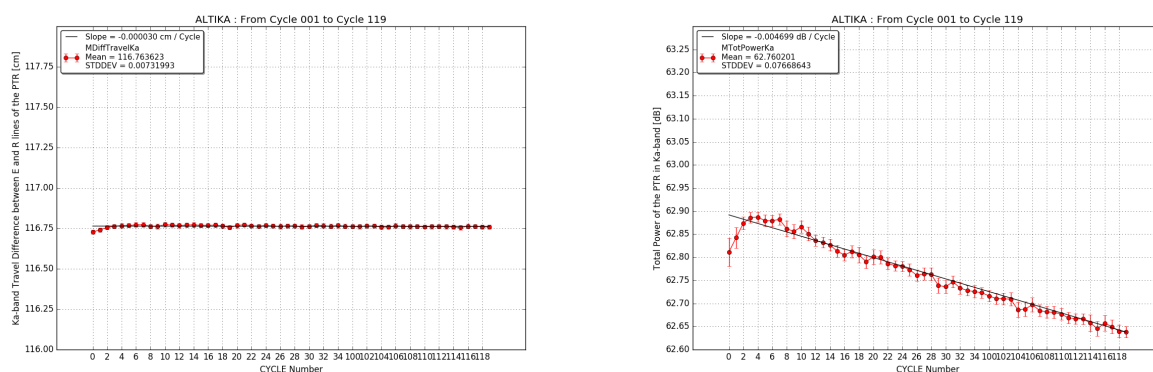 ALTIKA : From Cycle 001 to Cycle 119
Slope = -0.000030 cm / Cycle
MDiffTravelKa
Mean = 116.763623
STDDEV = 0.00731993
Ka-band Travel Difference between E and R lines of the PTR [cm]
117.75
117.50
117.25
117.00
116.75
116.50
116.25
116.00
0 2 4 6 8 10 12 14 16 18 20 22 24 26 28 30 32 34 100 102 104 106 108 110 112 114 116 118
CYCLE Number
ALTIKA : From Cycle 001 to Cycle 119
Slope = -0.004699 dB / Cycle
MTotPowerKa
Mean = 62.760201
STDDEV = 0.07668643
Total Power of the PTR in Ka-band [dB]
63.25
63.20
63.15
63.10
63.05
63.00
62.95
62.90
62.85
62.80
62.75
62.70
62.65
62.60
0 2 4 6 8 10 12 14 16 18 20 22 24 26 28 30 32 34 100 102 104 106 108 110 112 114 116 118
CYCLE Number